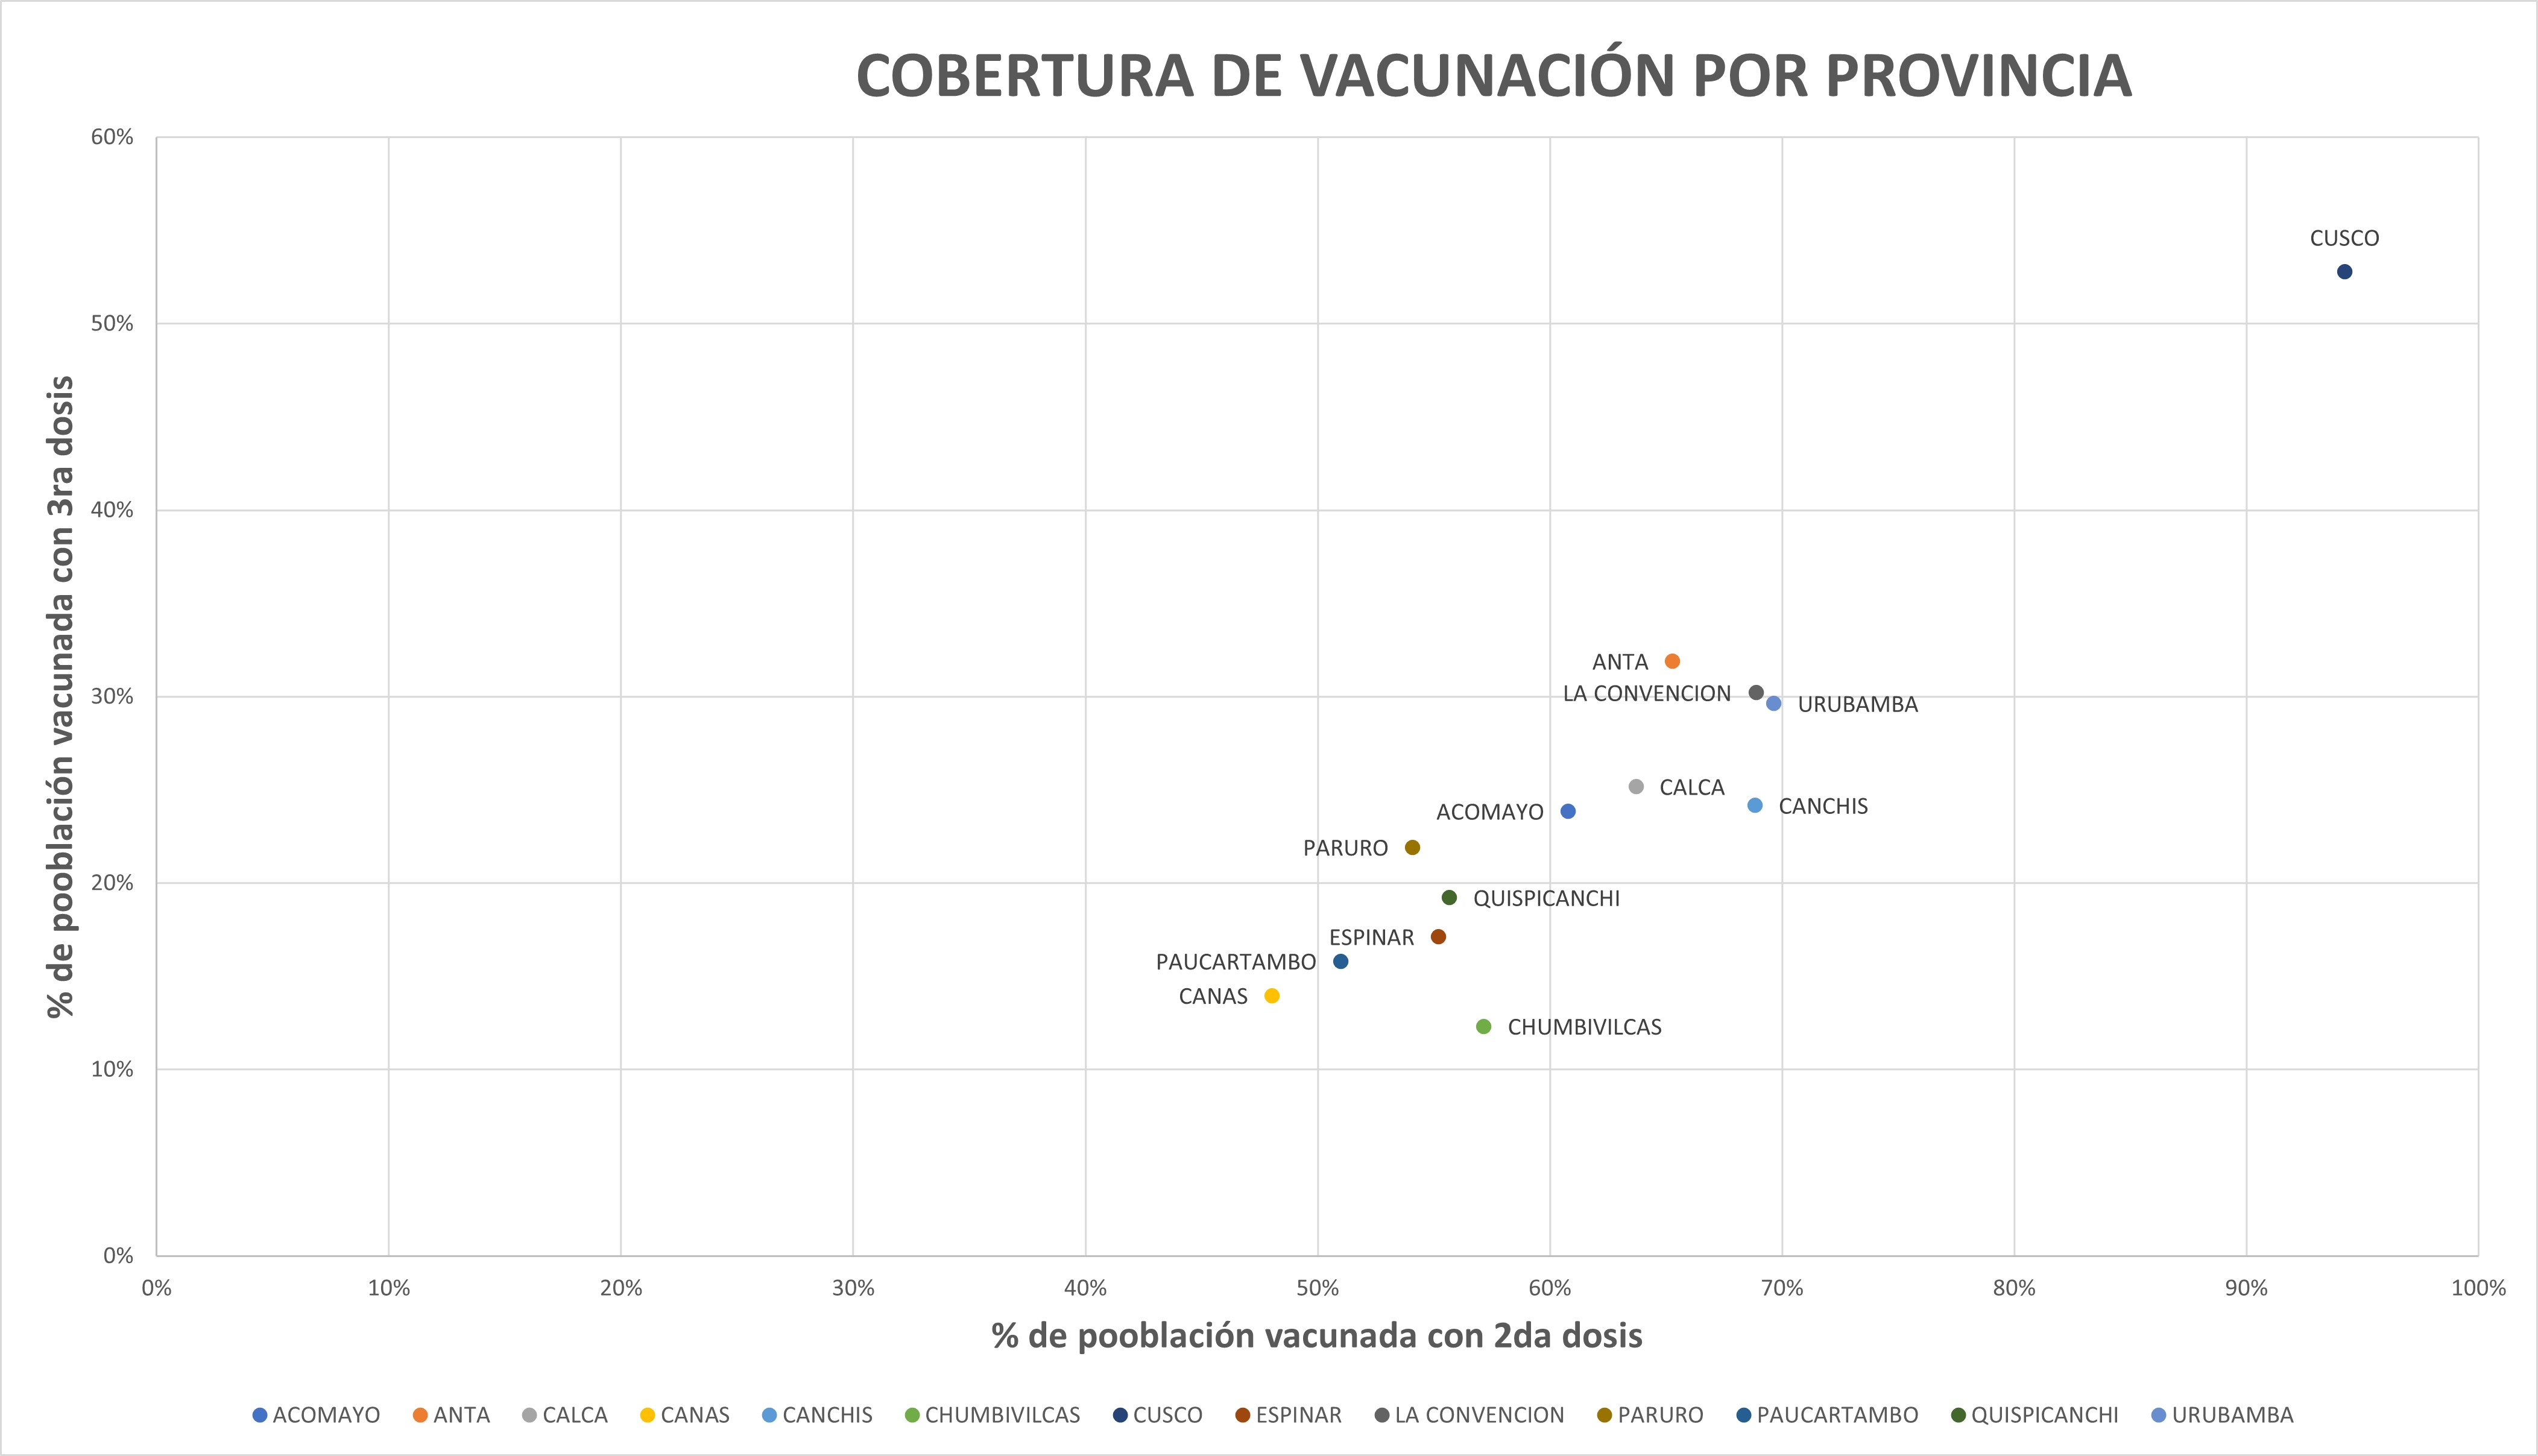 COBERTURA DE VACUNACIÓN POR PROVINCIA
% de pooblación vacunada con 3ra dosis
60%
50%
40%
30%
20%
10%
0%
CUSCO
ANTA
LA CONVENCION
URUBAMBA
CALCA
CANCHIS
ACOMAYO
PARURO
QUISPICANCHI
ESPINAR
PAUCARTAMBO
CANAS
CHUMBIVILCAS
0% 10% 20% 30% 40% 50% 60% 70% 80% 90% 100%
% de pooblación vacunada con 2da dosis
ACOMAYO ANTA CALCA CANAS CANCHIS CHUMBIVILCAS CUSCO ESPINAR LA CONVENCION PARURO PAUCARTAMBO QUISPICANCHI URUBAMBA